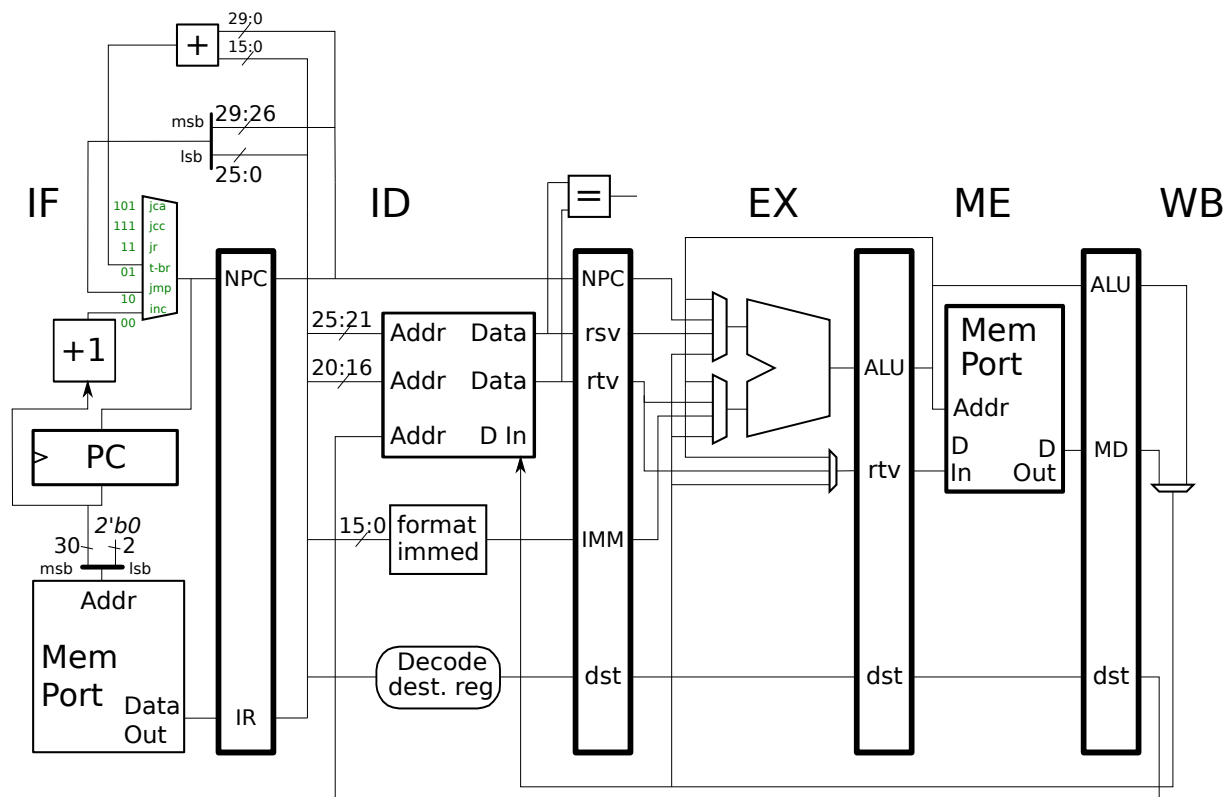 29:0
+
15:0
msb
29:26
lsb
25:0
IF
ID
=
EX
ME
WB
101 jca
111 jcc
11 jr
01 t-br
10 jmp
00 inc
+1
PC
2'b0
30
2
msb
lsb
Addr
Mem
Port
Data
Out
NPC
IR
25:21
20:16
Addr Data
Addr Data
Addr D In
15:0
format
immed
Decode
dest. reg
NPC
rsv
rtv
IMM
dst
ALU
rtv
dst
Mem
Port
Addr
D D
In Out
ALU
MD
dst